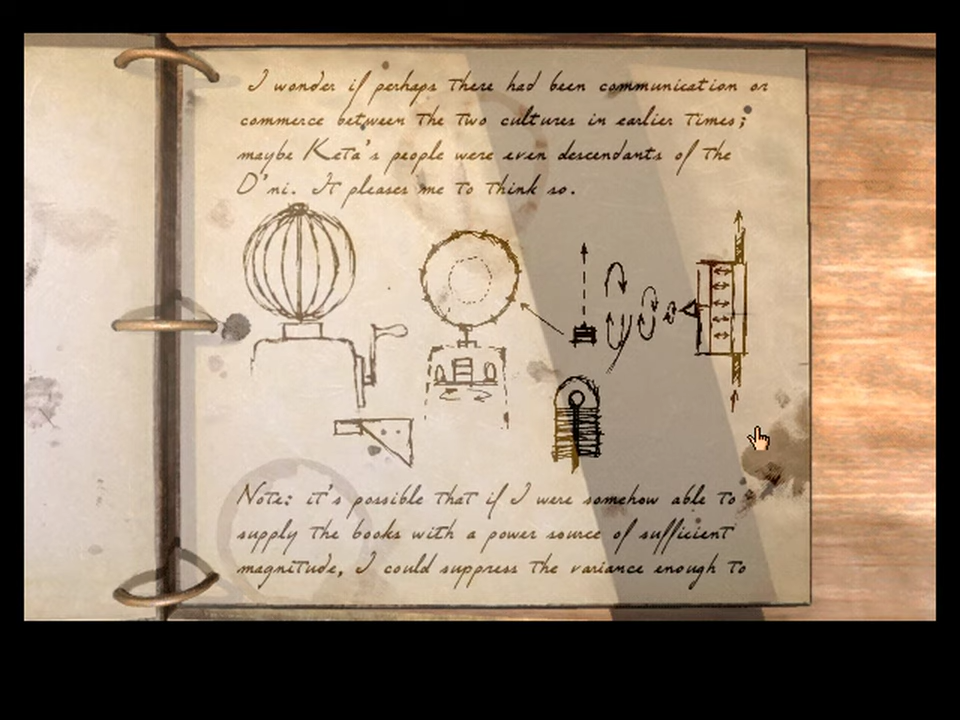 I wonder if perhaps there had been communication or
commerce between the two cultures in earlier times;
maybe Keta's people were even descendants of the
D'ni. It pleases me to think so.
Note: it's possible that if I were somehow able to
supply the books with a power source of sufficient
magnitude, I could suppress the variance enough to